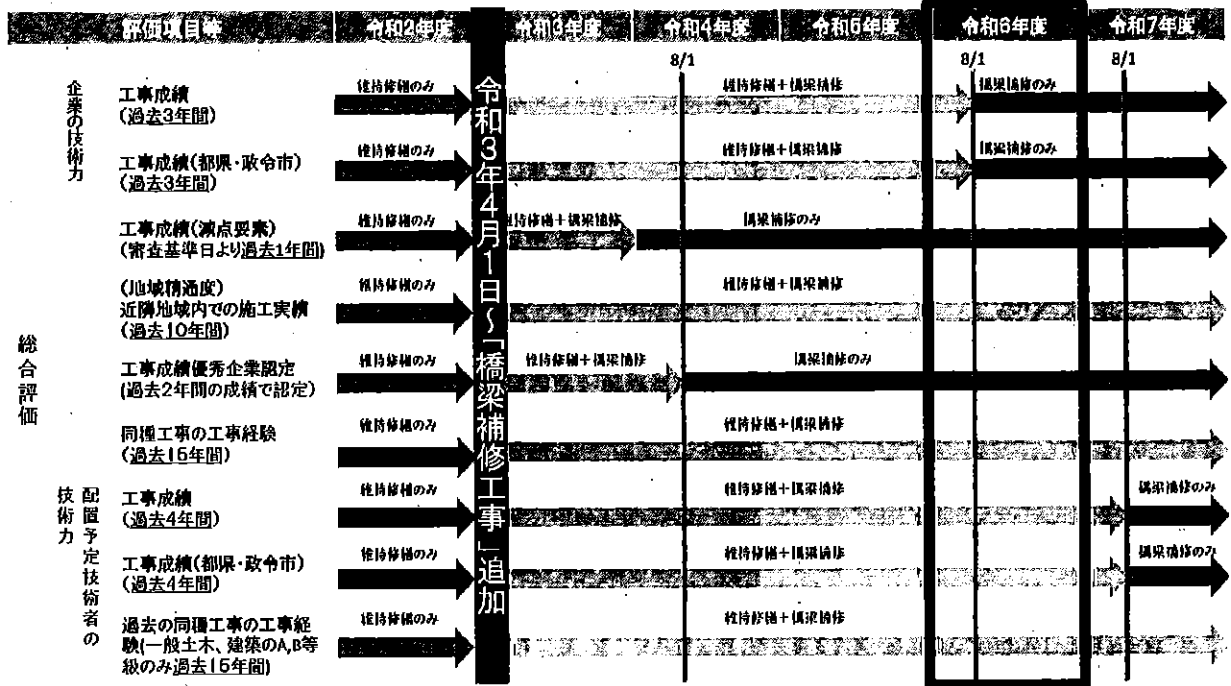 評価項目等 令和2年度 令和3年度 令和4年度 令和5年度 令和6年度 令和7年度
8/1 8/1 8/1
令和3年4月1日～「橋梁補修工事」追加
総合評価
企業の技術力
工事成績
(過去3年間)
維持修繕のみ 維持修繕＋橋梁補修 橋梁補修のみ
工事成績(都県・政令市)
(過去3年間)
維持修繕のみ 維持修繕＋橋梁補修 橋梁補修のみ
工事成績(減点要素)
(審査基準日より過去1年間)
維持修繕のみ 維持修繕＋橋梁補修 橋梁補修のみ
(地域精通度)
近隣地域内での施工実績
(過去10年間)
維持修繕のみ 維持修繕＋橋梁補修
工事成績優秀企業認定
(過去2年間の成績で認定)
維持修繕のみ 維持修繕＋橋梁補修 橋梁補修のみ
同種工事の工事経験
(過去15年間)
維持修繕のみ 維持修繕＋橋梁補修
配置予定技術者の
技術力
工事成績
(過去4年間)
維持修繕のみ 維持修繕＋橋梁補修 橋梁補修のみ
工事成績(都県・政令市)
(過去4年間)
維持修繕のみ 維持修繕＋橋梁補修 橋梁補修のみ
過去の同種工事の工事経
験(一般土木、建築のA,B等
級のみ過去15年間)
維持修繕のみ 維持修繕＋橋梁補修